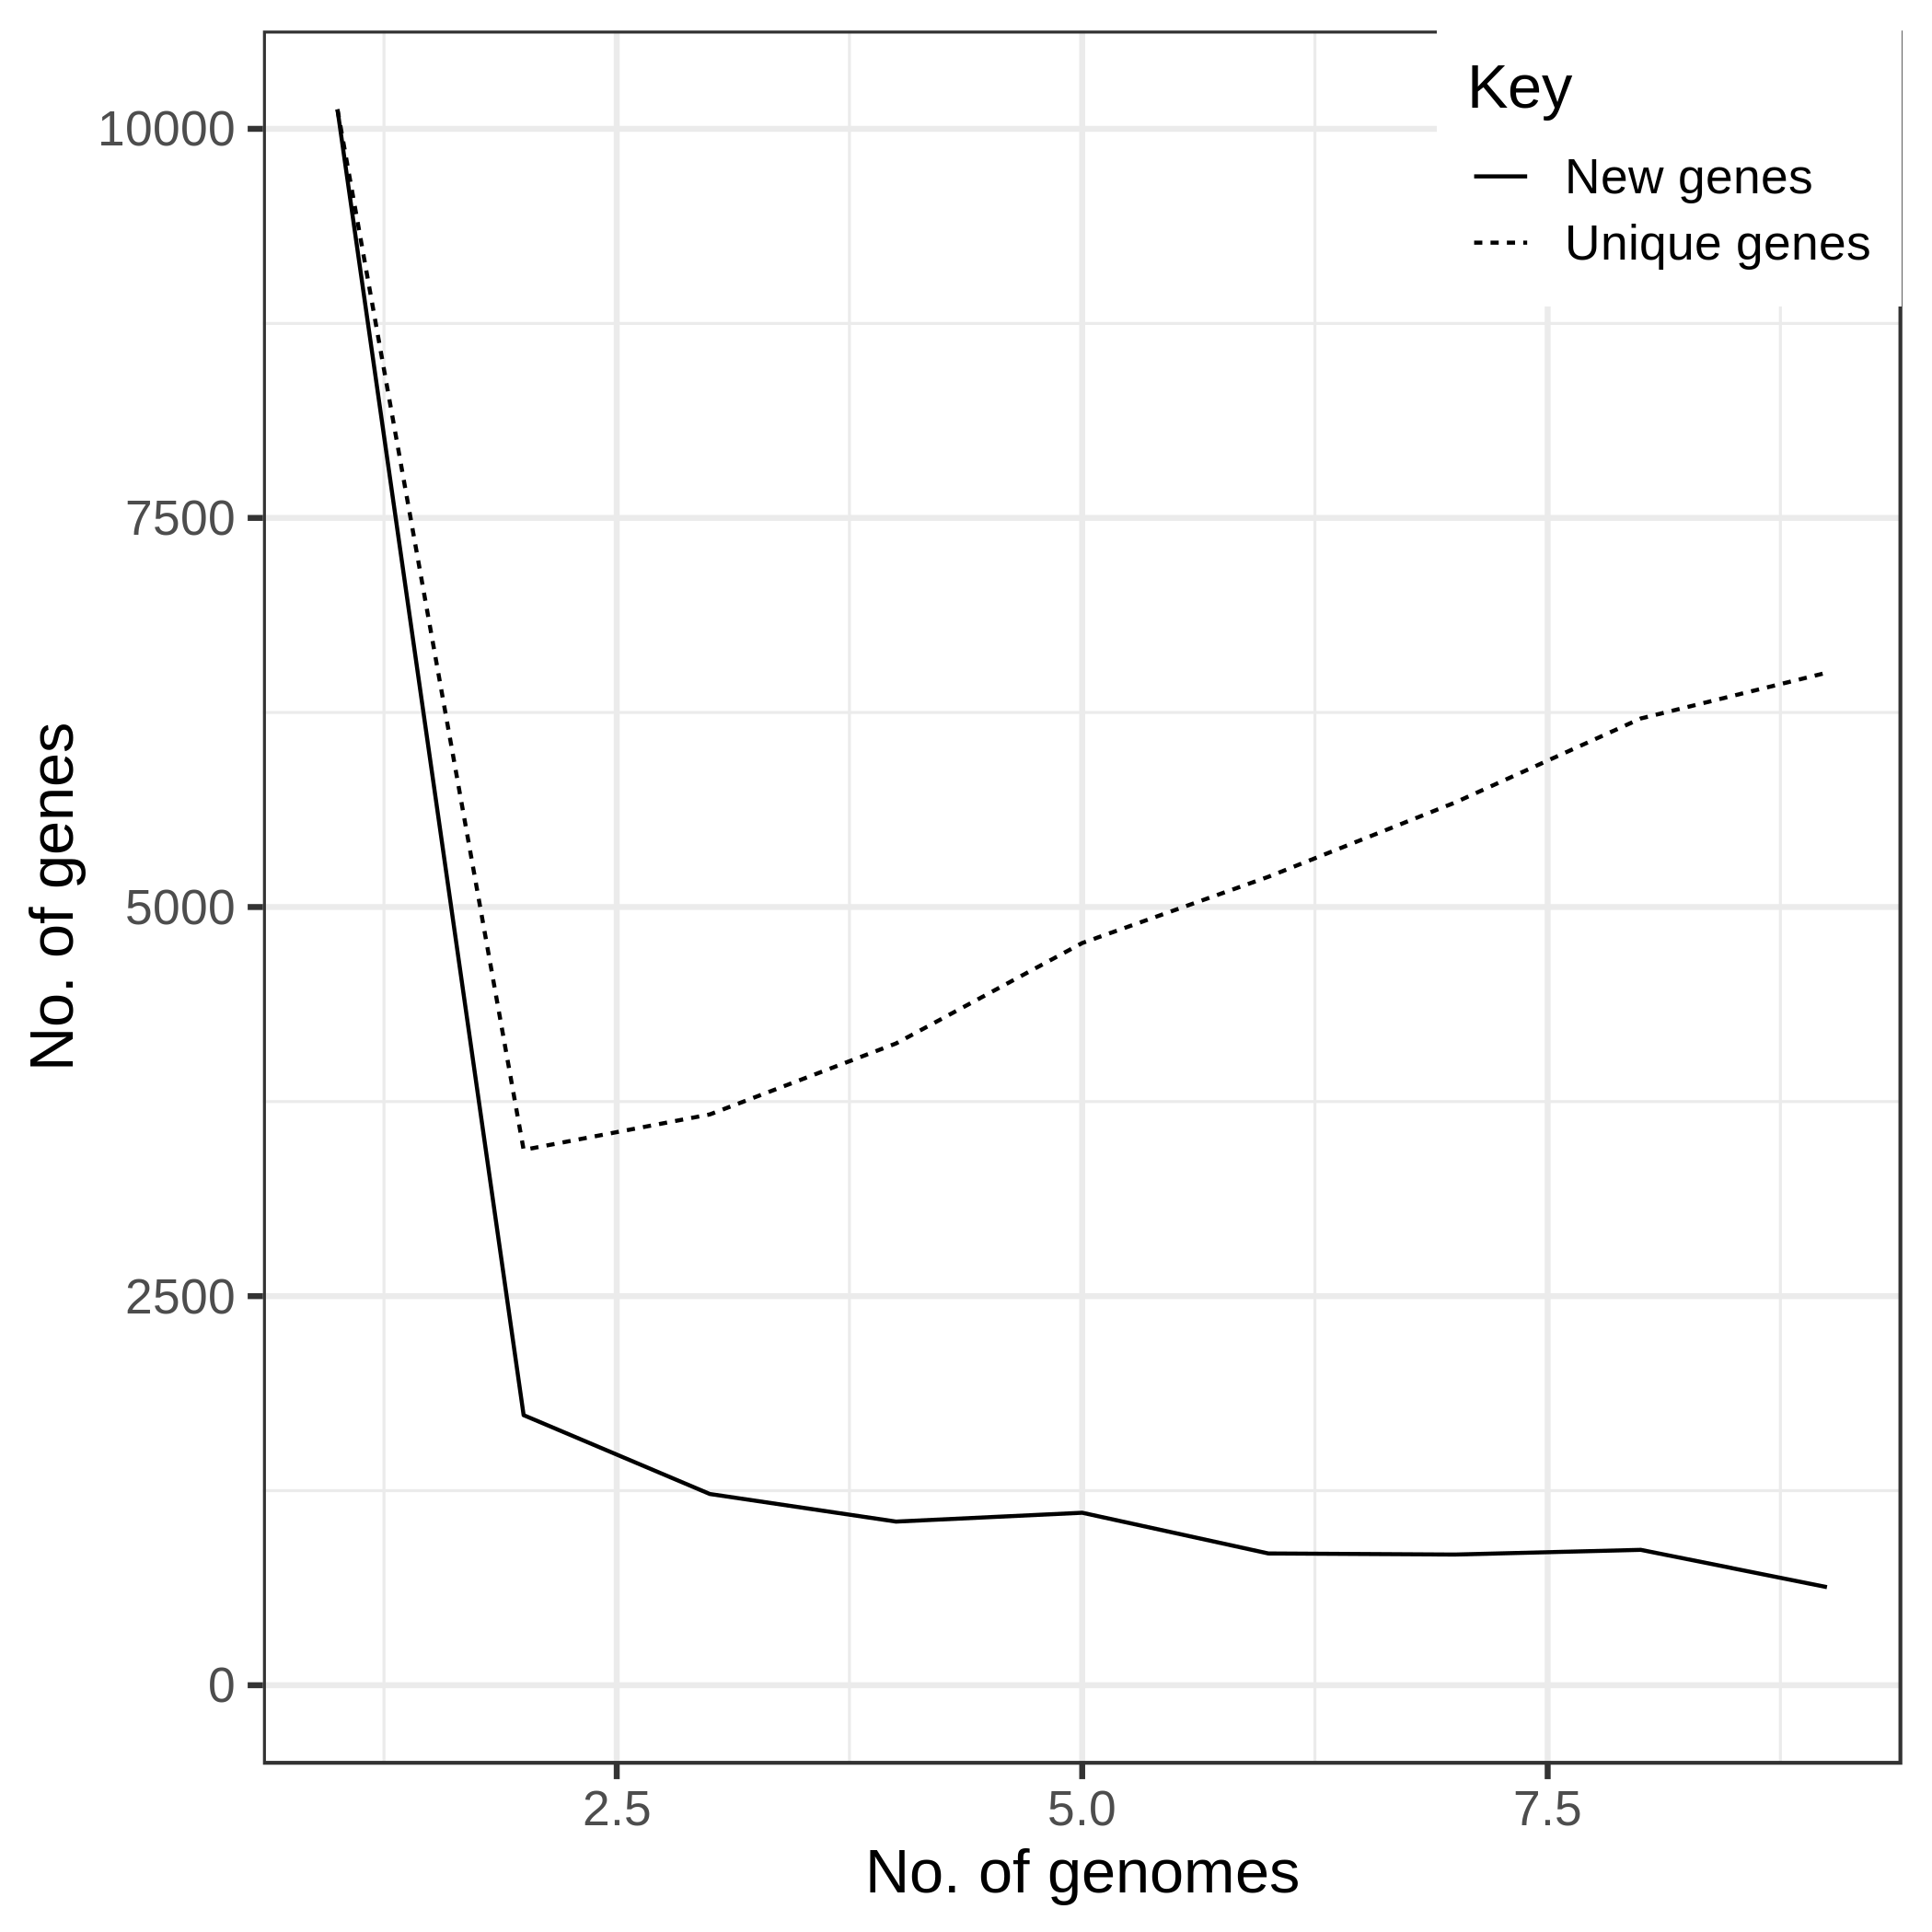 Key
New genes
Unique genes
10000
7500
5000
2500
0
No. of genes
2.5 5.0 7.5
No. of genomes